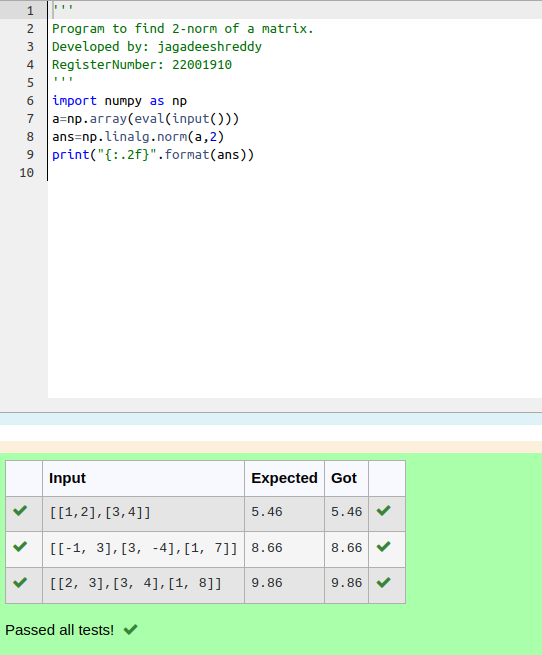 1 '''
2 Program to find 2-norm of a matrix.
3 Developed by: jagadeeshreddy
4 RegisterNumber: 22001910
5 '''
6 import numpy as np
7 a=np.array(eval(input()))
8 ans=np.linalg.norm(a,2)
9 print("{:.2f}".format(ans))
10
Input Expected Got
[[1,2],[3,4]] 5.46 5.46
[[-1, 3],[3, -4],[1, 7]] 8.66 8.66
[[2, 3],[3, 4],[1, 8]] 9.86 9.86
Passed all tests!